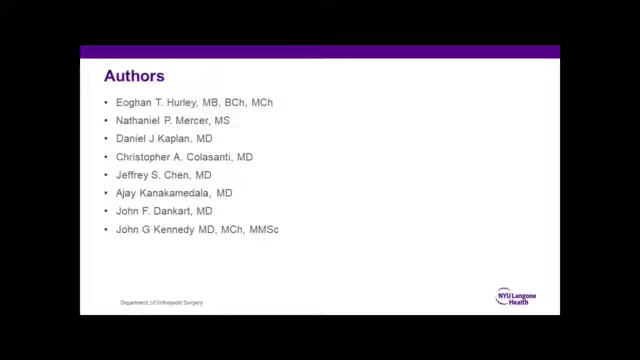 Authors
• Eoghan T. Hurley, MB, BCh, MCh
• Nathaniel P. Mercer, MS
• Daniel J Kaplan, MD
• Christopher A. Colasanti, MD
• Jeffrey S. Chen, MD
• Ajay Kanakamedala, MD
• John F. Dankart, MD
• John G Kennedy MD, MCh, MMSc
Department of Orthopedic Surgery
NYU Langone
Health